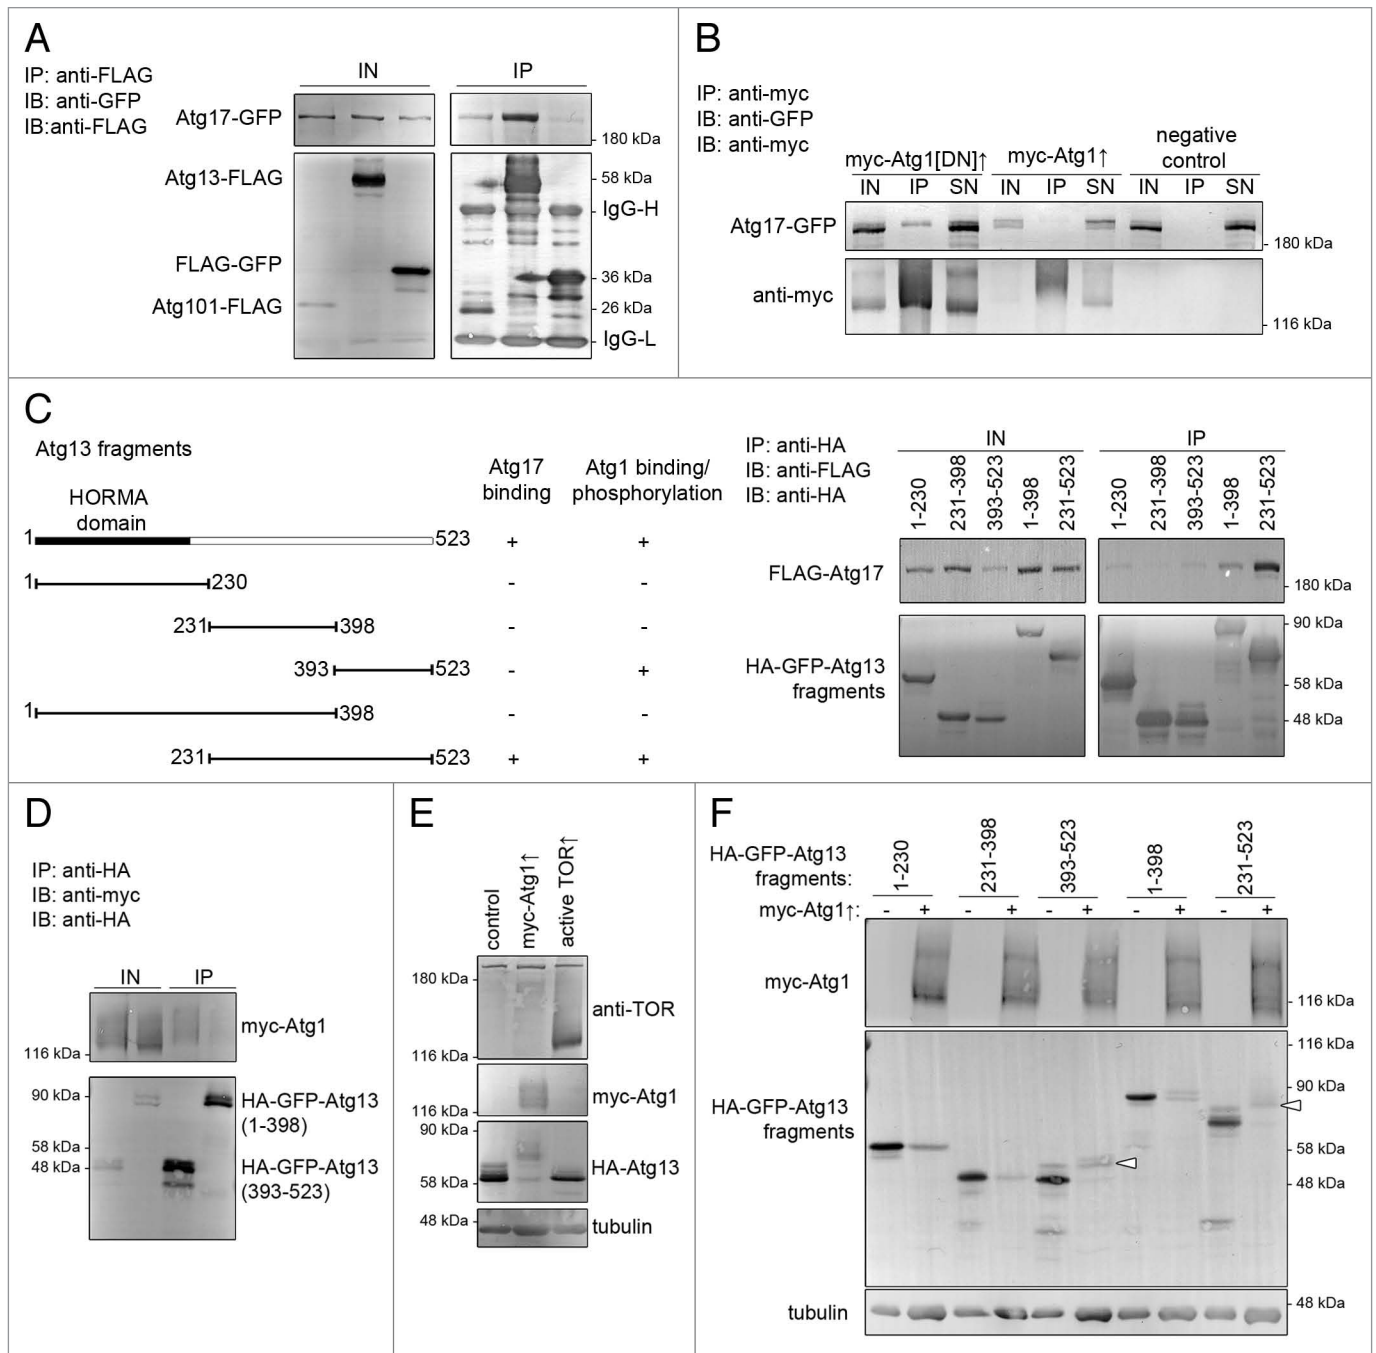 A
IP: anti-FLAG
IB: anti-GFP
IB:anti-FLAG
IN
IP
Atg17-GFP
180 kDa
Atg13-FLAG
58 kDa
IgG-H
FLAG-GFP
36 kDa
Atg101-FLAG
26 kDa
IgG-L
B
IP: anti-myc
IB: anti-GFP
IB: anti-myc
myc-Atg1[DN]↑
myc-Atg1↑
negative
control
IN IP SN IN IP SN IN IP SN
Atg17-GFP
180 kDa
anti-myc
116 kDa
C
Atg13 fragments
Atg17
binding
Atg1 binding/
phosphorylation
HORMA
domain
1 523 + +
1 230 - -
231 398 - -
393 523 - +
1 398 - -
231 523 + +
IP: anti-HA
IB: anti-FLAG
IB: anti-HA
IN
IP
1-230 231-398 393-523 1-398 231-523
1-230 231-398 393-523 1-398 231-523
FLAG-Atg17
180 kDa
90 kDa
HA-GFP-Atg13
fragments
58 kDa
48 kDa
D
IP: anti-HA
IB: anti-myc
IB: anti-HA
IN IP
myc-Atg1
116 kDa
90 kDa
HA-GFP-Atg13
(1-398)
58 kDa
48 kDa
HA-GFP-Atg13
(393-523)
E
control
myc-Atg1↑
active TOR↑
180 kDa
anti-TOR
116 kDa
myc-Atg1
116 kDa
90 kDa
HA-Atg13
58 kDa
48 kDa
tubulin
F
HA-GFP-Atg13
fragments:
1-230 231-398 393-523 1-398 231-523
myc-Atg1↑: - + - + - + - + - +
myc-Atg1
116 kDa
116 kDa
90 kDa
HA-GFP-Atg13
fragments
58 kDa
48 kDa
48 kDa
tubulin